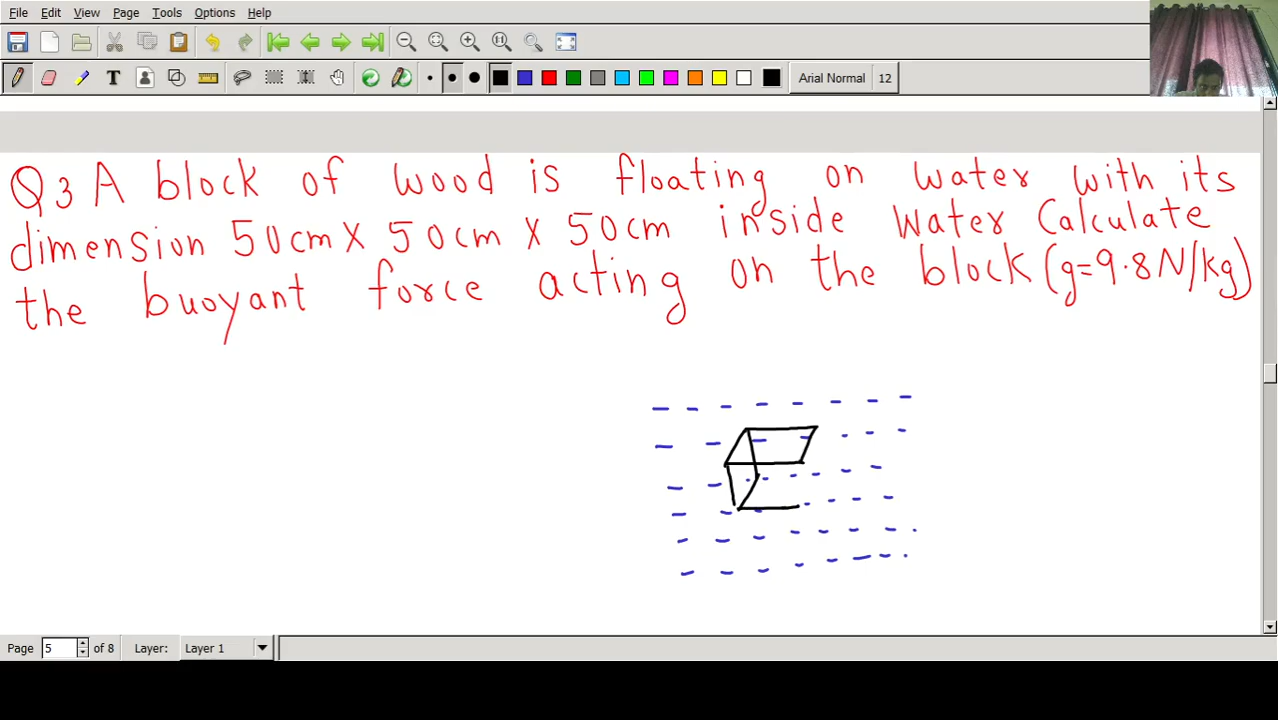 File Edit View Page Tools Options Help
T Arial Normal 12
Q3 A block of wood is floating on water with its
dimension 50cm X 50cm X 50cm inside Water Calculate
the buoyant force acting on the block (g=9.8N/kg)
Page 5 of 8 Layer: Layer 1